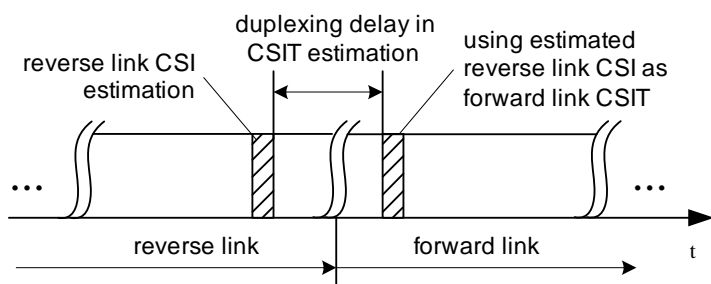 duplexing delay in
CSIT estimation
reverse link CSI
estimation
using estimated
reverse link CSI as
forward link CSIT
...
...
reverse link
forward link
t